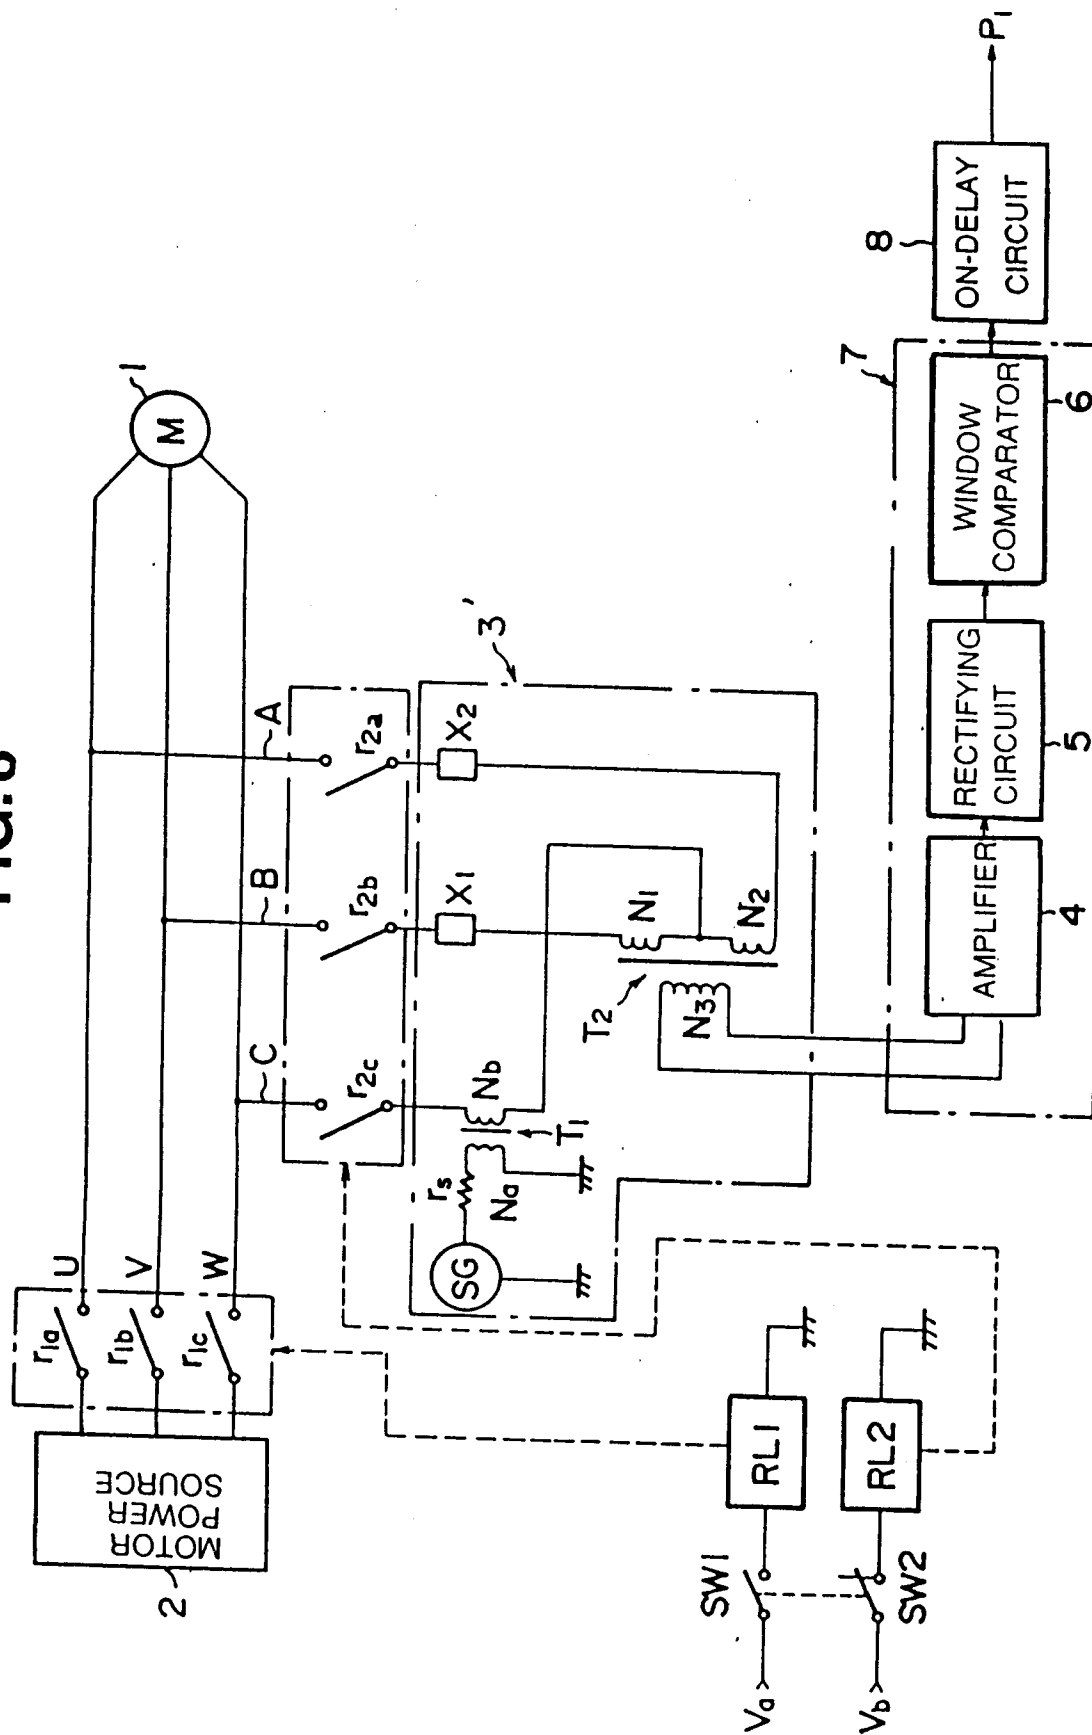 MOTOR
POWER
SOURCE
2
r1a
r1b
r1c
U
V
W
1
M
A
B
C
r2a
r2b
r2c
3'
X1
X2
SG
rs
Na
Nb
T1
T2
N1
N2
N3
SW1
SW2
Va
Vb
RL1
RL2
7
AMPLIFIER
4
RECTIFYING
CIRCUIT
5
WINDOW
COMPARATOR
6
8
ON-DELAY
CIRCUIT
P1